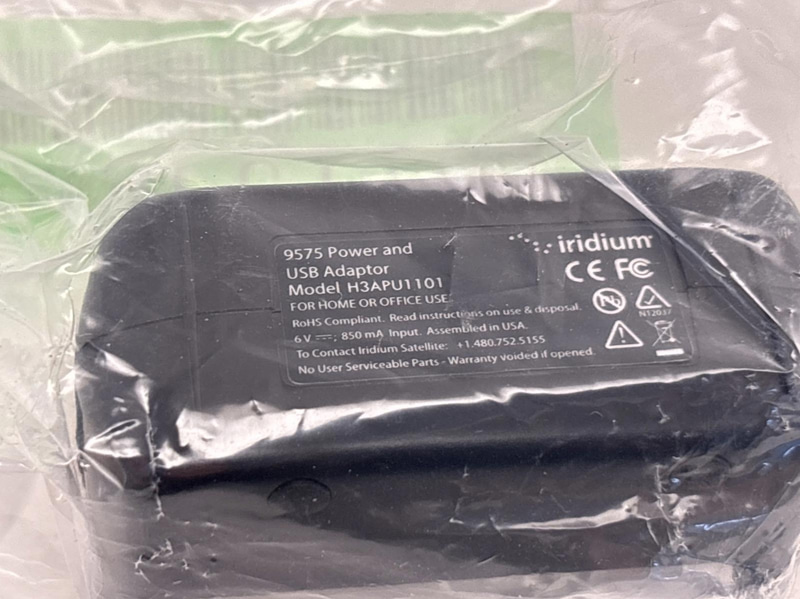 9575 Power and
USB Adaptor
Model H3APU1101
FOR HOME OR OFFICE USE
iridium
CE FC
N12037
RoHS Compliant. Read instructions on use & disposal.
6V ⎓; 850 mA Input. Assembled in USA.
To Contact Iridium Satellite: +1.480.752.5155
No User Serviceable Parts - Warranty voided if opened.